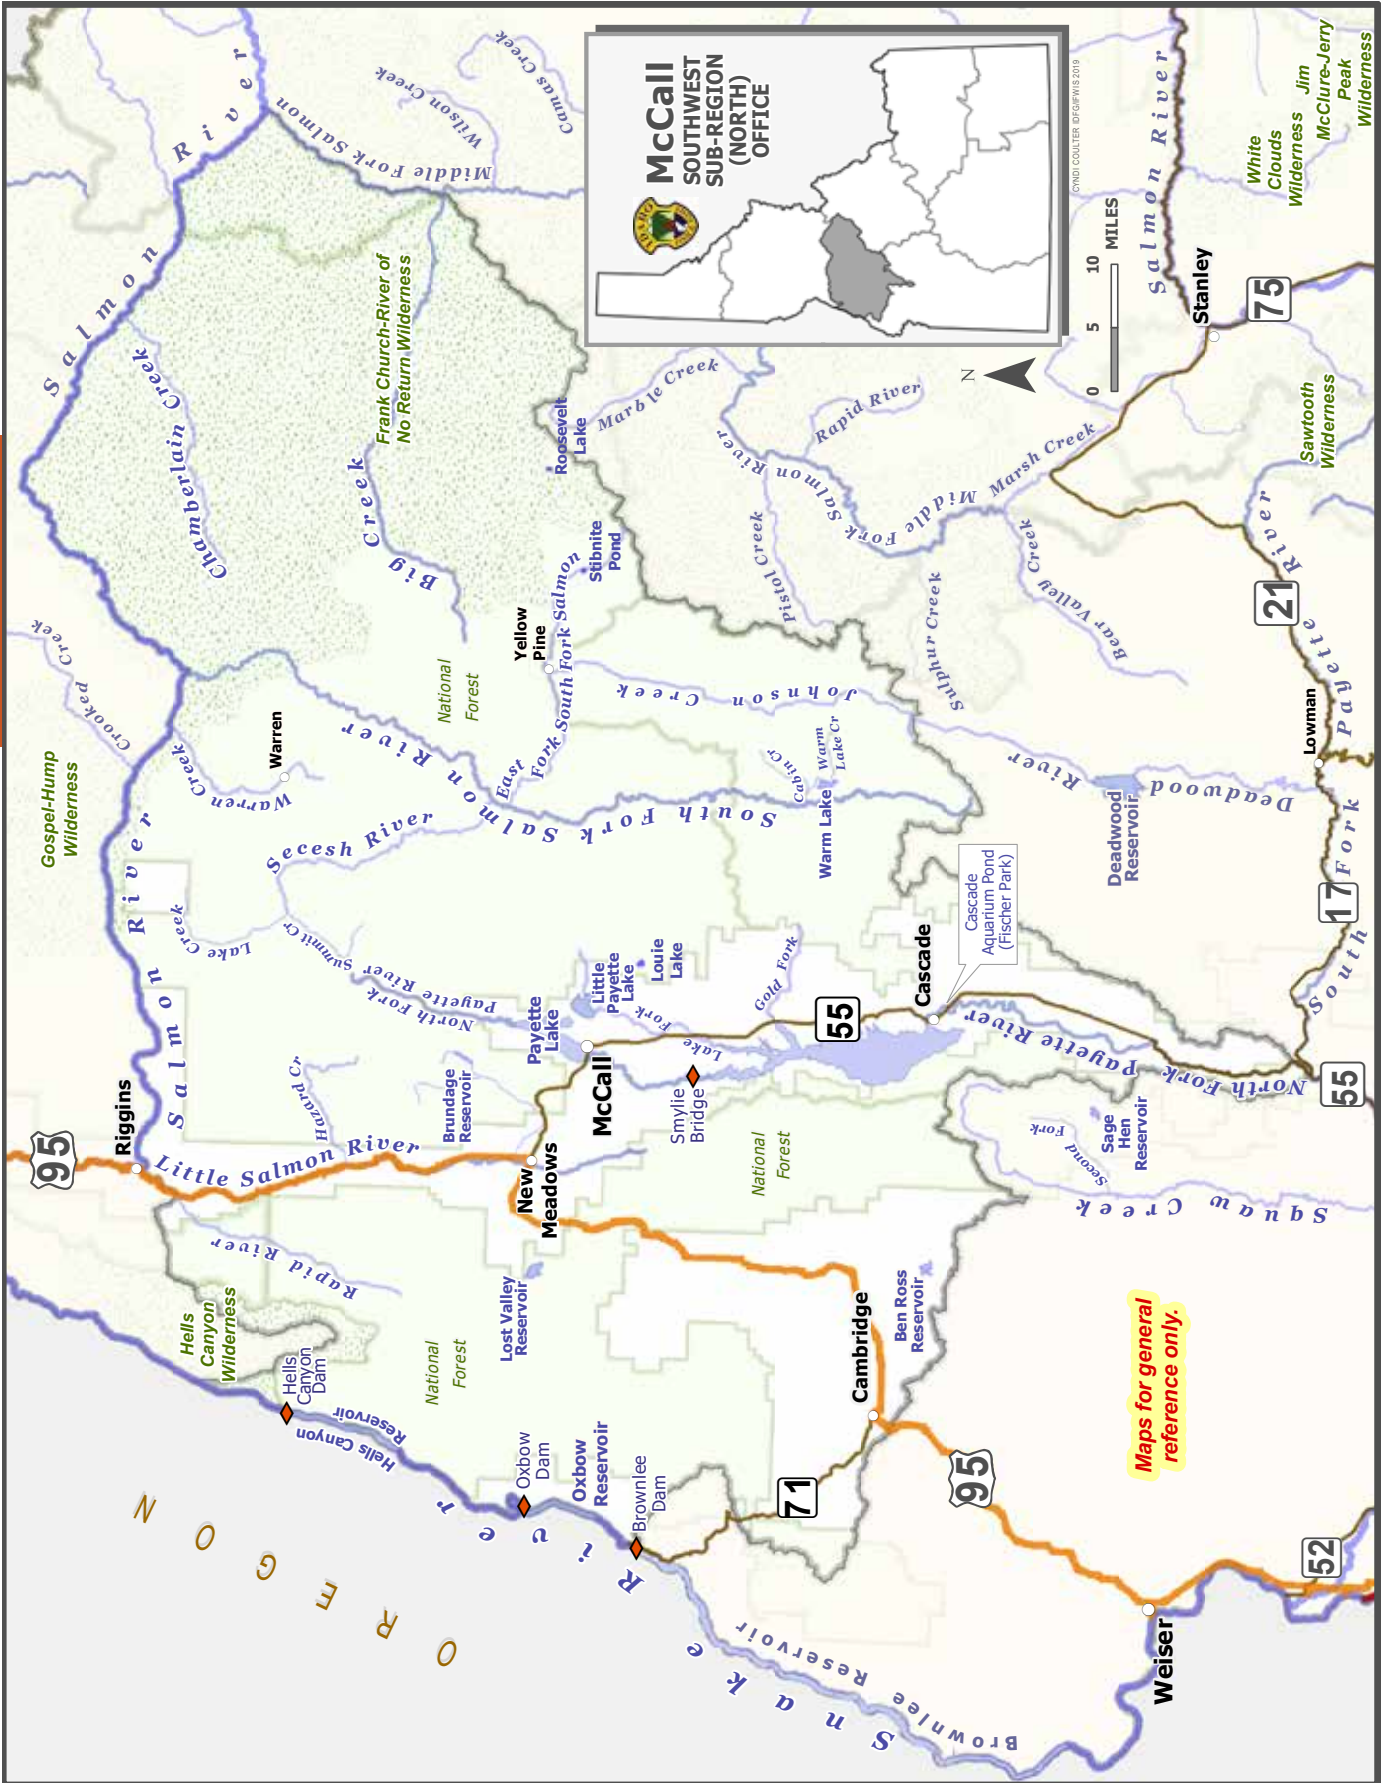 McCall
SOUTHWEST
SUB-REGION
(NORTH)
OFFICE
IDAHO
CYNDI COULTER IDFG/IFWIS 2019
0 5 10 MILES
N
Maps for general
reference only.
OREGON
Snake River
Brownlee Reservoir
Brownlee
Dam
Oxbow
Reservoir
Oxbow
Dam
Hells Canyon
Reservoir
Hells
Canyon
Dam
Hells
Canyon
Wilderness
Rapid River
95
Riggins
Little Salmon River
Hazard Cr
Brundage
Reservoir
Lost Valley
Reservoir
National
Forest
New
Meadows
McCall
Payette
Lake
Little
Payette
Lake
Louie
Lake
Lake Fork
Smylie
Bridge
Gold Fork
55
Cascade
Cascade
Aquarium Pond
(Fischer Park)
National
Forest
Cambridge
Ben Ross
Reservoir
71
95
Weiser
52
Squaw Creek
Second Fork
Sage
Hen
Reservoir
North Fork Payette River
55
South Fork Payette River
17
Lowman
21
Deadwood
Reservoir
Deadwood River
North Fork
Payette River
Summit Cr
Lake Creek
Secesh River
Salmon River
Gospel-Hump
Wilderness
Crooked Creek
Warren Creek
Warren
South Fork Salmon River
East
Fork South Fork Salmon
Yellow
Pine
National
Forest
Stibnite
Pond
Johnson Creek
Warm Lake
Cabin Cr
Warm
Lake Cr
Salmon River
Chamberlain Creek
Big Creek
Frank Church-River of
No Return Wilderness
Roosevelt
Lake
Marble Creek
Middle Fork Salmon
Wilson Creek
Camas Creek
Middle Fork Salmon River
Rapid River
Pistol Creek
Sulphur Creek
Marsh Creek
Bear Valley Creek
Sawtooth
Wilderness
Stanley
75
Salmon River
White
Clouds
Wilderness
Jim
McClure-Jerry
Peak
Wilderness